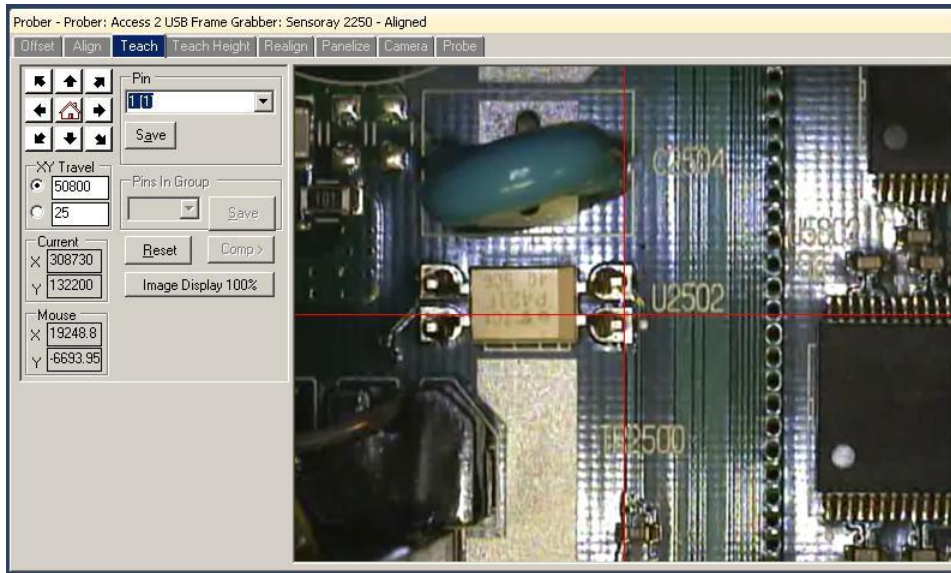 Prober - Prober: Access 2 USB Frame Grabber: Sensoray 2250 - Aligned
Offset Align Teach Teach Height Realign Panelize Camera Probe
Pin
1 (1)
Save
XY Travel
50800
25
Pins In Group
Save
Current
X 308730
Y 132200
Reset
Comp >
Image Display 100%
Mouse
X 19248.8
Y -6693.95
C2504
U5802
U2502
P421F